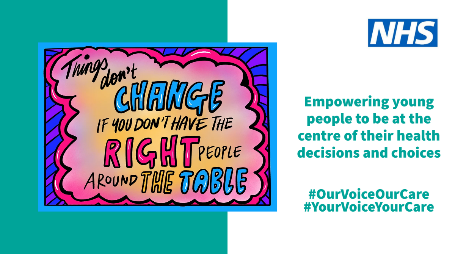 Things don't
CHANGE
IF YOU DON'T HAVE THE
RIGHT PEOPLE
AROUND THE TABLE
NHS
Empowering young
people to be at the
centre of their health
decisions and choices
#OurVoiceOurCare
#YourVoiceYourCare